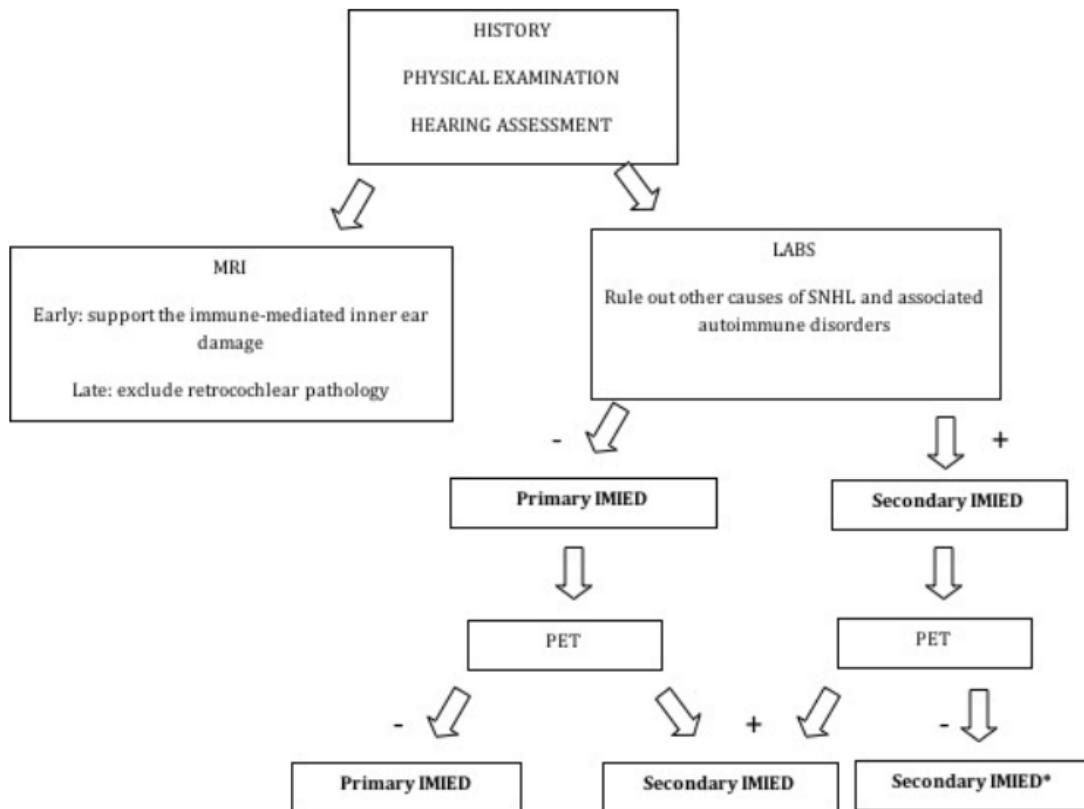 HISTORY
PHYSICAL EXAMINATION
HEARING ASSESSMENT
MRI
Early: support the immune-mediated inner ear
damage
Late: exclude retrocochlear pathology
LABS
Rule out other causes of SNHL and associated
autoimmune disorders
-
+
Primary IMIED
Secondary IMIED
PET
PET
-
+
-
Primary IMIED
Secondary IMIED
Secondary IMIED*